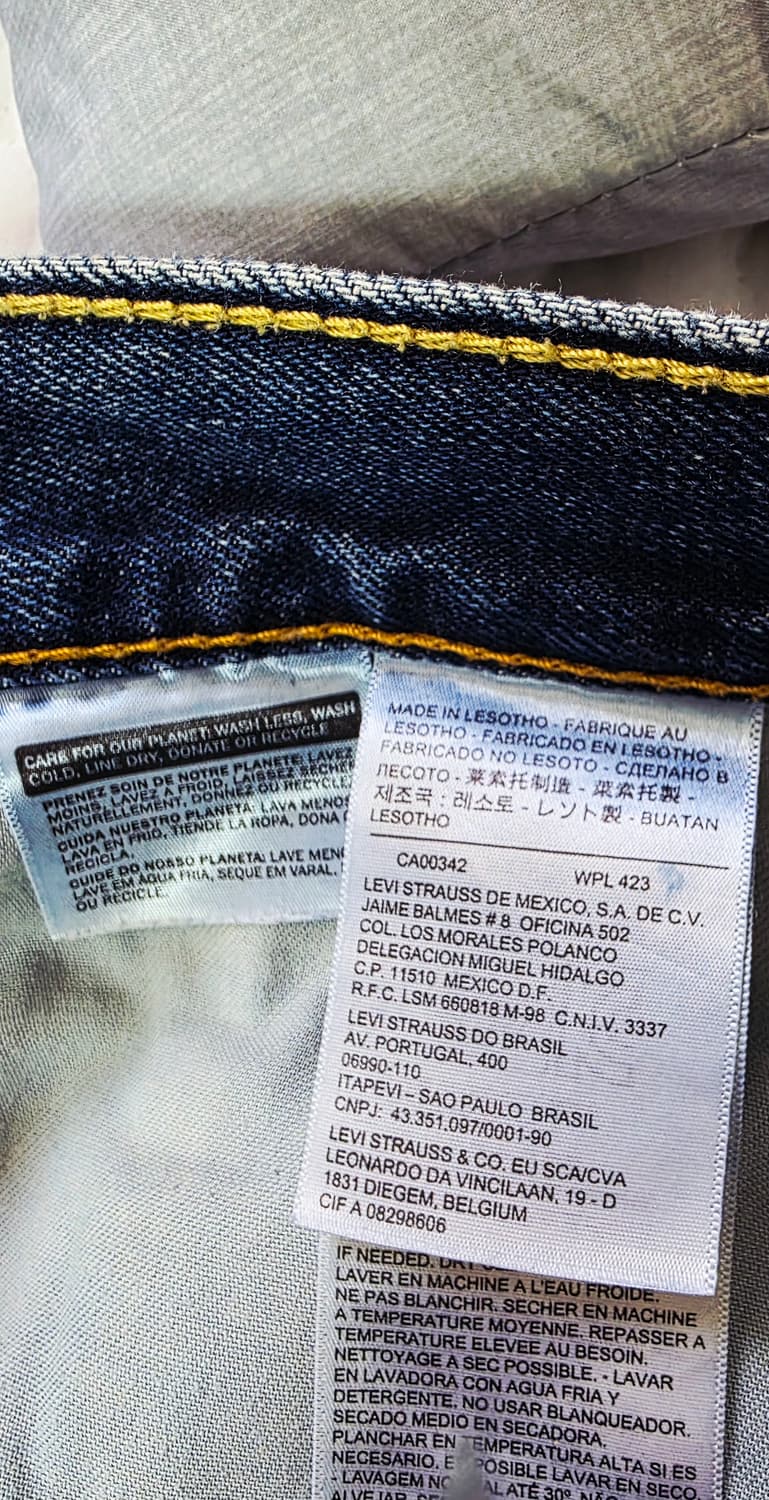 CARE FOR OUR PLANET: WASH LESS, WASH
COLD, LINE DRY, DONATE OR RECYCLE
PRENEZ SOIN DE NOTRE PLANETE: LAVEZ
MOINS, LAVEZ A FROID, LAISSEZ SECHER
NATURELLEMENT, DONNEZ OU RECYCLEZ
CUIDA NUESTRO PLANETA: LAVA MENOS
LAVA EN FRIO, TIENDE LA ROPA, DONA
RECICLA.
CUIDE DO NOSSO PLANETA: LAVE
LAVE EM AGUA FRIA, SEQUE EM VARAL,
OU RECICLE
MADE IN LESOTHO - FABRIQUE AU
LESOTHO - FABRICADO EN LESOTHO -
FABRICADO NO LESOTO - СДЕЛАНО В
ЛЕСОТО - 莱索托制造 - 萊索托製 -
제조국 : 레소토 - レソト製 - BUATAN
LESOTHO
CA00342 WPL 423
LEVI STRAUSS DE MEXICO, S.A. DE C.V.
JAIME BALMES # 8 OFICINA 502
COL. LOS MORALES POLANCO
DELEGACION MIGUEL HIDALGO
C.P. 11510 MEXICO D.F.
R.F.C. LSM 660818 M-98 C.N.I.V. 3337
LEVI STRAUSS DO BRASIL
AV. PORTUGAL, 400
06990-110
ITAPEVI – SAO PAULO BRASIL
CNPJ: 43.351.097/0001-90
LEVI STRAUSS & CO. EU SCA/CVA
LEONARDO DA VINCILAAN, 19 - D
1831 DIEGEM, BELGIUM
CIF A 08298606
IF NEEDED.
LAVER EN MACHINE A L'EAU FROIDE.
NE PAS BLANCHIR. SECHER EN MACHINE
A TEMPERATURE MOYENNE. REPASSER A
TEMPERATURE ELEVEE AU BESOIN.
NETTOYAGE A SEC POSSIBLE. - LAVAR
EN LAVADORA CON AGUA FRIA Y
DETERGENTE. NO USAR BLANQUEADOR.
SECADO MEDIO EN SECADORA.
PLANCHAR EN TEMPERATURA ALTA SI ES
NECESARIO. POSIBLE LAVAR EN SECO.
- LAVAGEM ATÉ 30°.